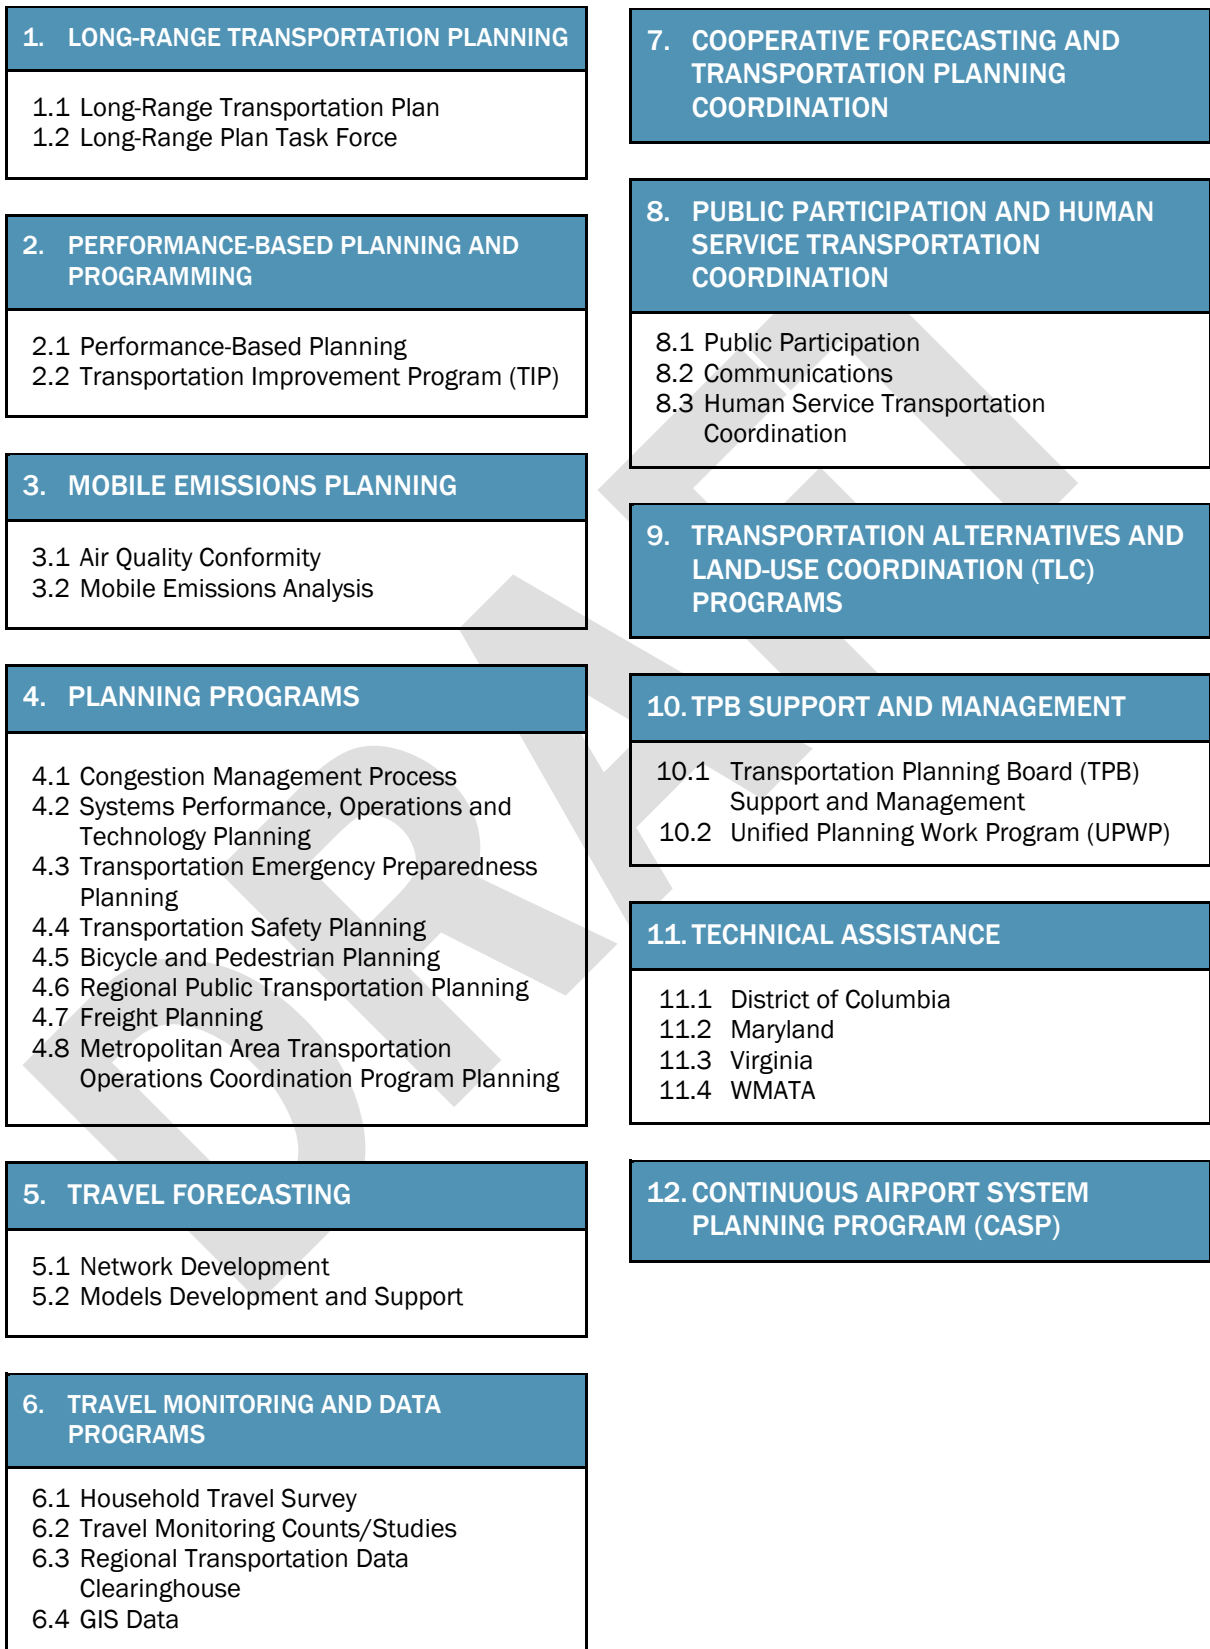 1. LONG-RANGE TRANSPORTATION PLANNING
1.1 Long-Range Transportation Plan
1.2 Long-Range Plan Task Force
2. PERFORMANCE-BASED PLANNING AND
PROGRAMMING
2.1 Performance-Based Planning
2.2 Transportation Improvement Program (TIP)
3. MOBILE EMISSIONS PLANNING
3.1 Air Quality Conformity
3.2 Mobile Emissions Analysis
4. PLANNING PROGRAMS
4.1 Congestion Management Process
4.2 Systems Performance, Operations and
Technology Planning
4.3 Transportation Emergency Preparedness
Planning
4.4 Transportation Safety Planning
4.5 Bicycle and Pedestrian Planning
4.6 Regional Public Transportation Planning
4.7 Freight Planning
4.8 Metropolitan Area Transportation
Operations Coordination Program Planning
5. TRAVEL FORECASTING
5.1 Network Development
5.2 Models Development and Support
6. TRAVEL MONITORING AND DATA
PROGRAMS
6.1 Household Travel Survey
6.2 Travel Monitoring Counts/Studies
6.3 Regional Transportation Data
Clearinghouse
6.4 GIS Data
7. COOPERATIVE FORECASTING AND
TRANSPORTATION PLANNING
COORDINATION
8. PUBLIC PARTICIPATION AND HUMAN
SERVICE TRANSPORTATION
COORDINATION
8.1 Public Participation
8.2 Communications
8.3 Human Service Transportation
Coordination
9. TRANSPORTATION ALTERNATIVES AND
LAND-USE COORDINATION (TLC)
PROGRAMS
10. TPB SUPPORT AND MANAGEMENT
10.1 Transportation Planning Board (TPB)
Support and Management
10.2 Unified Planning Work Program (UPWP)
11. TECHNICAL ASSISTANCE
11.1 District of Columbia
11.2 Maryland
11.3 Virginia
11.4 WMATA
12. CONTINUOUS AIRPORT SYSTEM
PLANNING PROGRAM (CASP)
DRAFT